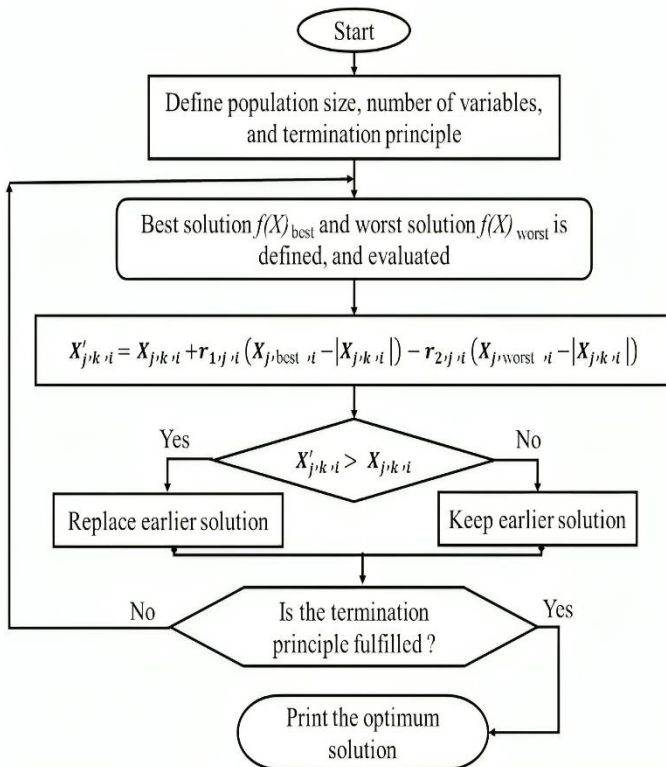 Start
Define population size, number of variables,
and termination principle
Best solution f(X) best and worst solution f(X) worst is
defined, and evaluated
X′j,k,i = Xj,k,i + r1,j,i (Xj,best ,i − |Xj,k,i|) − r2,j,i (Xj,worst ,i − |Xj,k,i|)
Yes
No
X′j,k,i > Xj,k,i
Replace earlier solution
Keep earlier solution
No
Yes
Is the termination
principle fulfilled ?
Print the optimum
solution